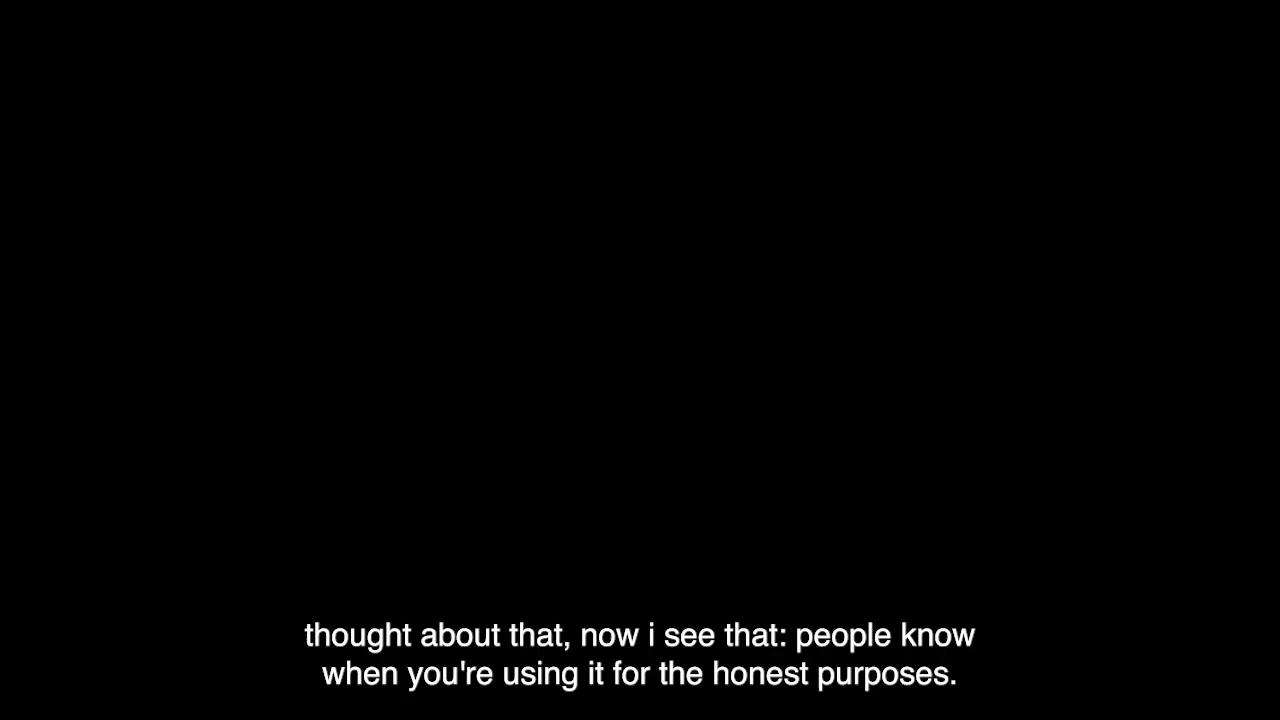 thought about that, now i see that: people know
when you're using it for the honest purposes.